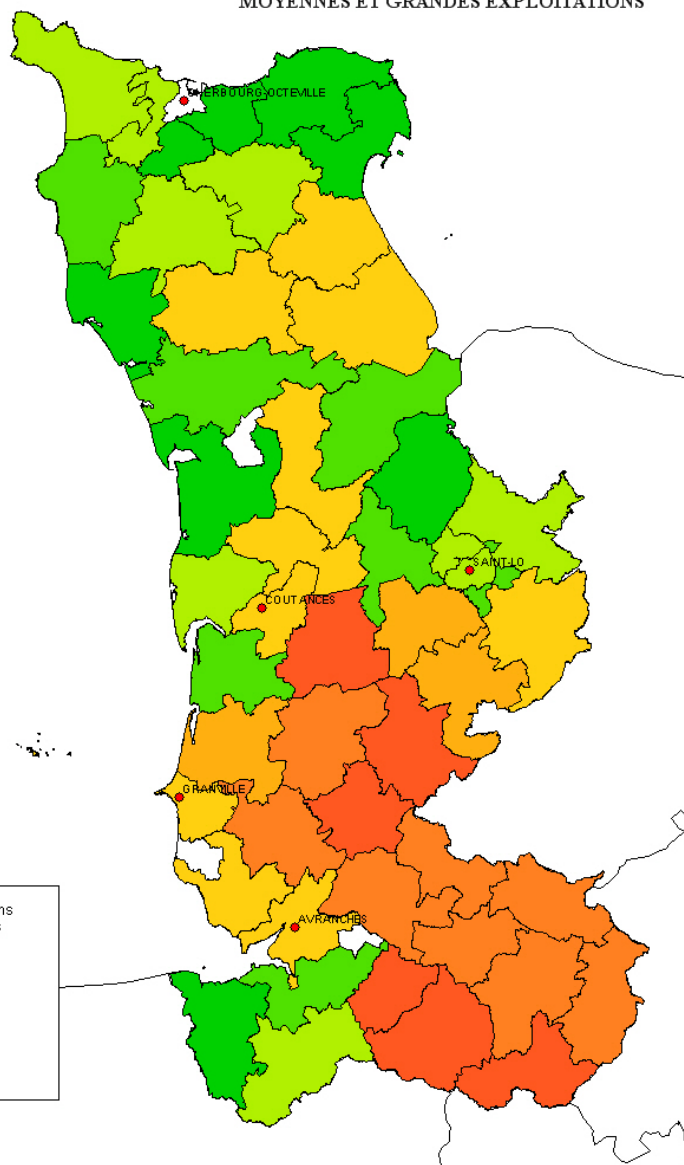 MOYENNES ET GRANDES EXPLOITATIONS
CHERBOURG-OCTEVILLE
SAINT-LO
COUTANCES
GRANVILLE
AVRANCHES